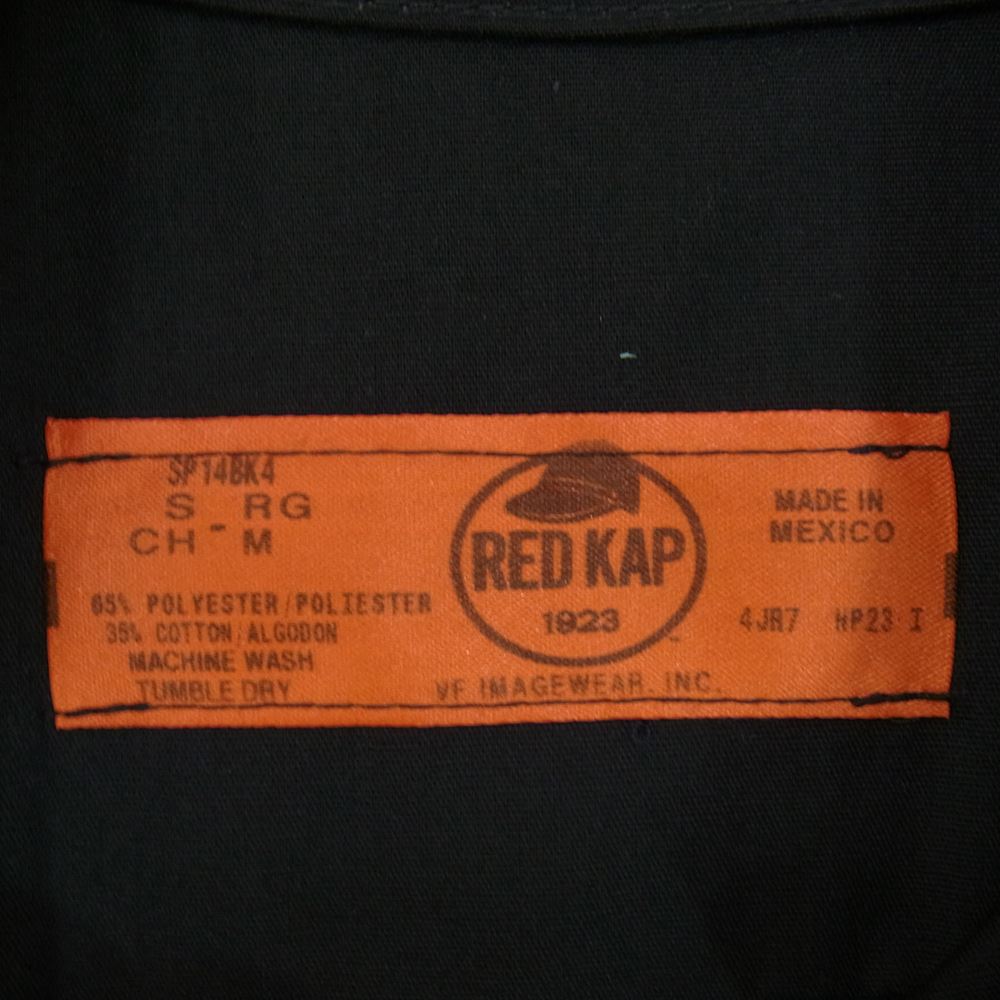 SP14BK4
S - RG
CH - M
65% POLYESTER/POLIESTER
35% COTTON/ALGODON
MACHINE WASH
TUMBLE DRY
RED KAP
1923
VF IMAGEWEAR, INC.
MADE IN
MEXICO
4JR7 HP23 I